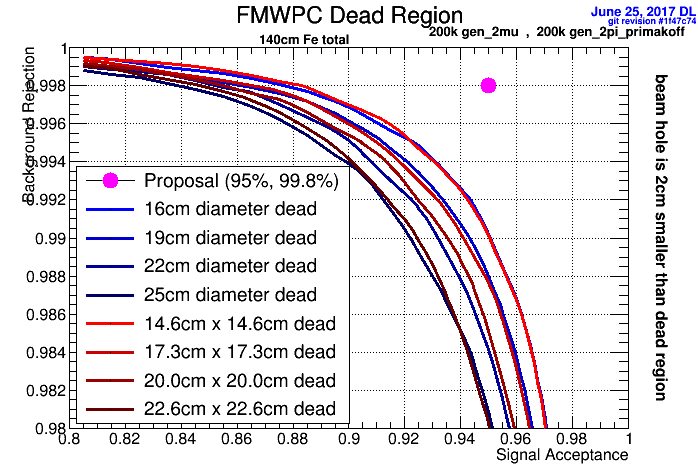 FMWPC Dead Region
June 25, 2017 DL
git revision #1f47c74
140cm Fe total
200k gen_2mu , 200k gen_2pi_primakoff
Background Rejection
1
0.998
0.996
0.994
0.992
0.99
0.988
0.986
0.984
0.982
0.98
Proposal (95%, 99.8%)
16cm diameter dead
19cm diameter dead
22cm diameter dead
25cm diameter dead
14.6cm x 14.6cm dead
17.3cm x 17.3cm dead
20.0cm x 20.0cm dead
22.6cm x 22.6cm dead
beam hole is 2cm smaller than dead region
0.8 0.82 0.84 0.86 0.88 0.9 0.92 0.94 0.96 0.98 1
Signal Acceptance